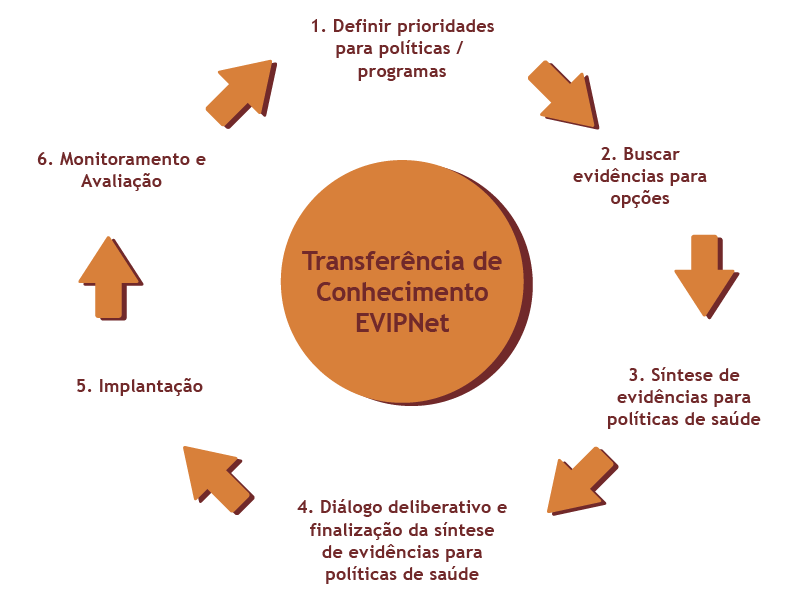 1. Definir prioridades
para políticas /
programas
2. Buscar
evidências para
opções
3. Síntese de
evidências para
políticas de saúde
4. Diálogo deliberativo e
finalização da síntese
de evidências para
políticas de saúde
5. Implantação
6. Monitoramento e
Avaliação
Transferência de
Conhecimento
EVIPNet